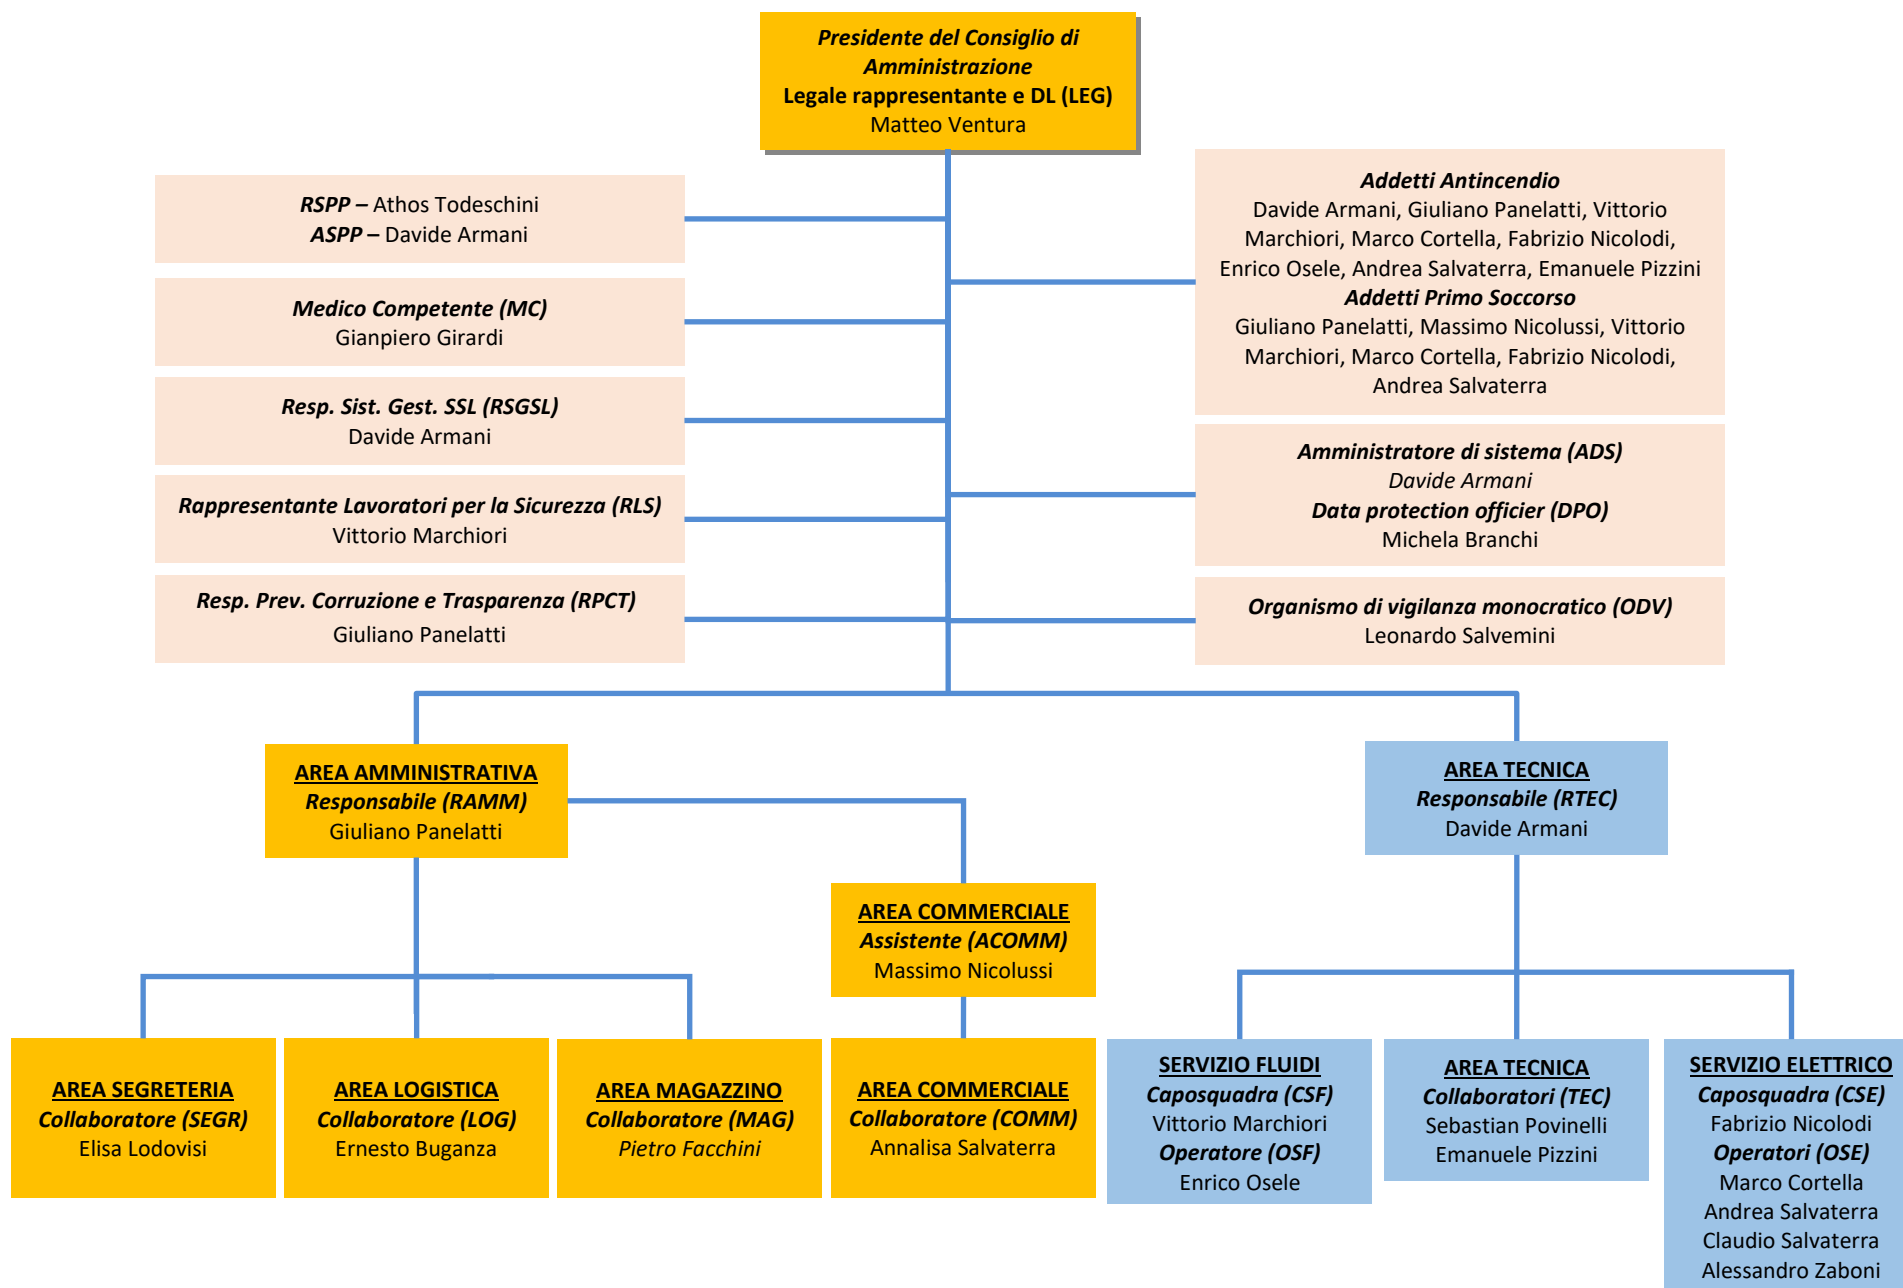 Presidente del Consiglio di
Amministrazione
Legale rappresentante e DL (LEG)
Matteo Ventura
RSPP – Athos Todeschini
ASPP – Davide Armani
Medico Competente (MC)
Gianpiero Girardi
Resp. Sist. Gest. SSL (RSGSL)
Davide Armani
Rappresentante Lavoratori per la Sicurezza (RLS)
Vittorio Marchiori
Resp. Prev. Corruzione e Trasparenza (RPCT)
Giuliano Panelatti
Addetti Antincendio
Davide Armani, Giuliano Panelatti, Vittorio
Marchiori, Marco Cortella, Fabrizio Nicolodi,
Enrico Osele, Andrea Salvaterra, Emanuele Pizzini
Addetti Primo Soccorso
Giuliano Panelatti, Massimo Nicolussi, Vittorio
Marchiori, Marco Cortella, Fabrizio Nicolodi,
Andrea Salvaterra
Amministratore di sistema (ADS)
Davide Armani
Data protection officier (DPO)
Michela Branchi
Organismo di vigilanza monocratico (ODV)
Leonardo Salvemini
AREA AMMINISTRATIVA
Responsabile (RAMM)
Giuliano Panelatti
AREA TECNICA
Responsabile (RTEC)
Davide Armani
AREA COMMERCIALE
Assistente (ACOMM)
Massimo Nicolussi
AREA SEGRETERIA
Collaboratore (SEGR)
Elisa Lodovisi
AREA LOGISTICA
Collaboratore (LOG)
Ernesto Buganza
AREA MAGAZZINO
Collaboratore (MAG)
Pietro Facchini
AREA COMMERCIALE
Collaboratore (COMM)
Annalisa Salvaterra
SERVIZIO FLUIDI
Caposquadra (CSF)
Vittorio Marchiori
Operatore (OSF)
Enrico Osele
AREA TECNICA
Collaboratori (TEC)
Sebastian Povinelli
Emanuele Pizzini
SERVIZIO ELETTRICO
Caposquadra (CSE)
Fabrizio Nicolodi
Operatori (OSE)
Marco Cortella
Andrea Salvaterra
Claudio Salvaterra
Alessandro Zaboni